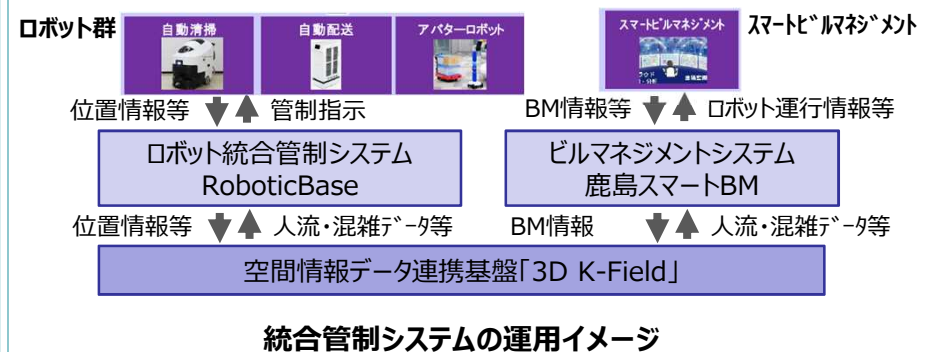 ロボット群
自動清掃
自動配送
アバターロボット
スマートビルマネジメント
スマートビルマネジメント
位置情報等
管制指示
BM情報等
ロボット運行情報等
ロボット統合管制システム
RoboticBase
ビルマネジメントシステム
鹿島スマートBM
位置情報等
人流・混雑データ等
BM情報
人流・混雑データ等
空間情報データ連携基盤「3D K-Field」
統合管制システムの運用イメージ